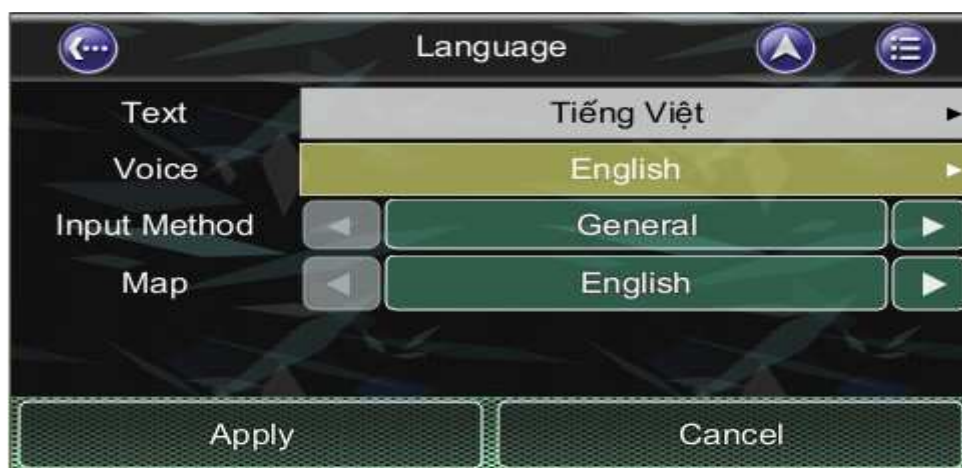 Language
Text Tiếng Việt
Voice English
Input Method General
Map English
Apply Cancel